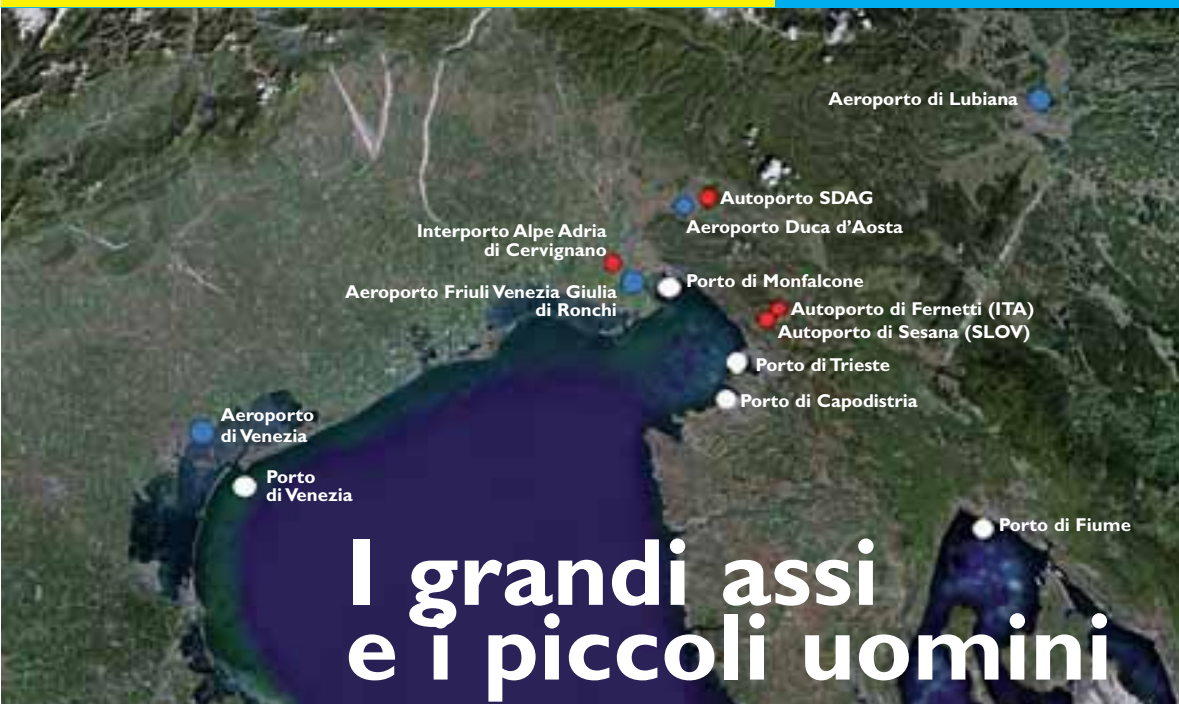 Aeroporto di Lubiana
Autoporto SDAG
Aeroporto Duca d'Aosta
Interporto Alpe Adria
di Cervignano
Porto di Monfalcone
Aeroporto Friuli Venezia Giulia
di Ronchi
Autoporto di Fernetti (ITA)
Autoporto di Sesana (SLOV)
Porto di Trieste
Porto di Capodistria
Aeroporto
di Venezia
Porto
di Venezia
Porto di Fiume
I grandi assi
e i piccoli uomini